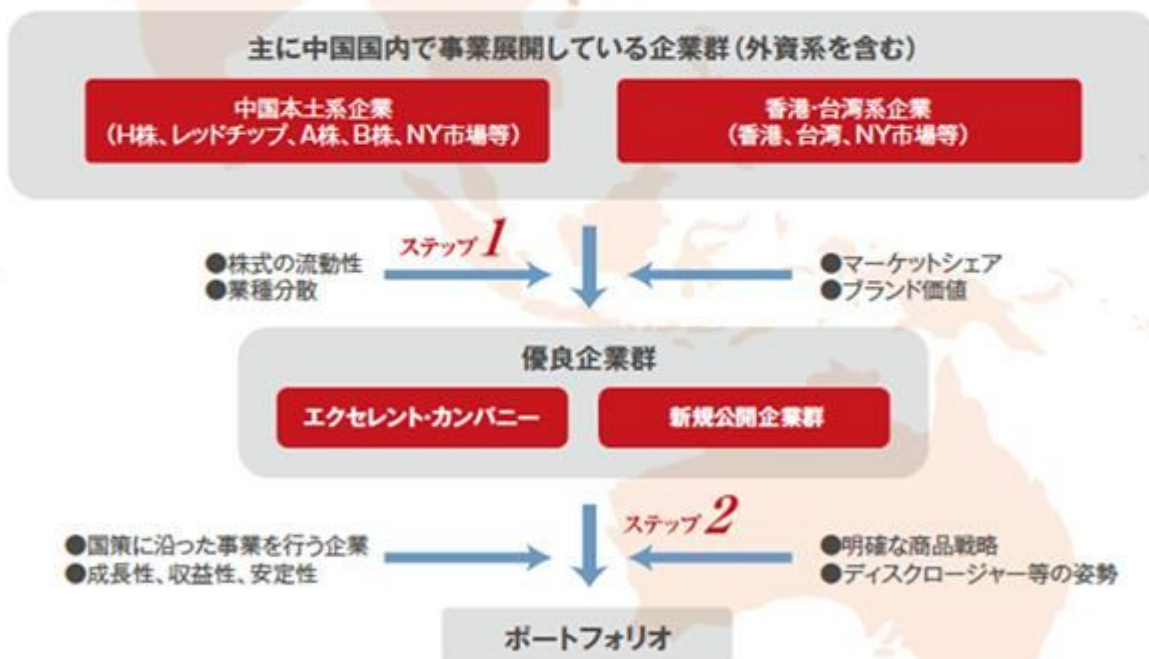 主に中国国内で事業展開している企業群(外資系を含む)
中国本土系企業
(H株、レッドチップ、A株、B株、NY市場等)
香港・台湾系企業
(香港、台湾、NY市場等)
ステップ1
●株式の流動性
●業種分散
●マーケットシェア
●ブランド価値
優良企業群
エクセレント・カンパニー
新規公開企業群
ステップ2
●国策に沿った事業を行う企業
●成長性、収益性、安定性
●明確な商品戦略
●ディスクロージャー等の姿勢
ポートフォリオ